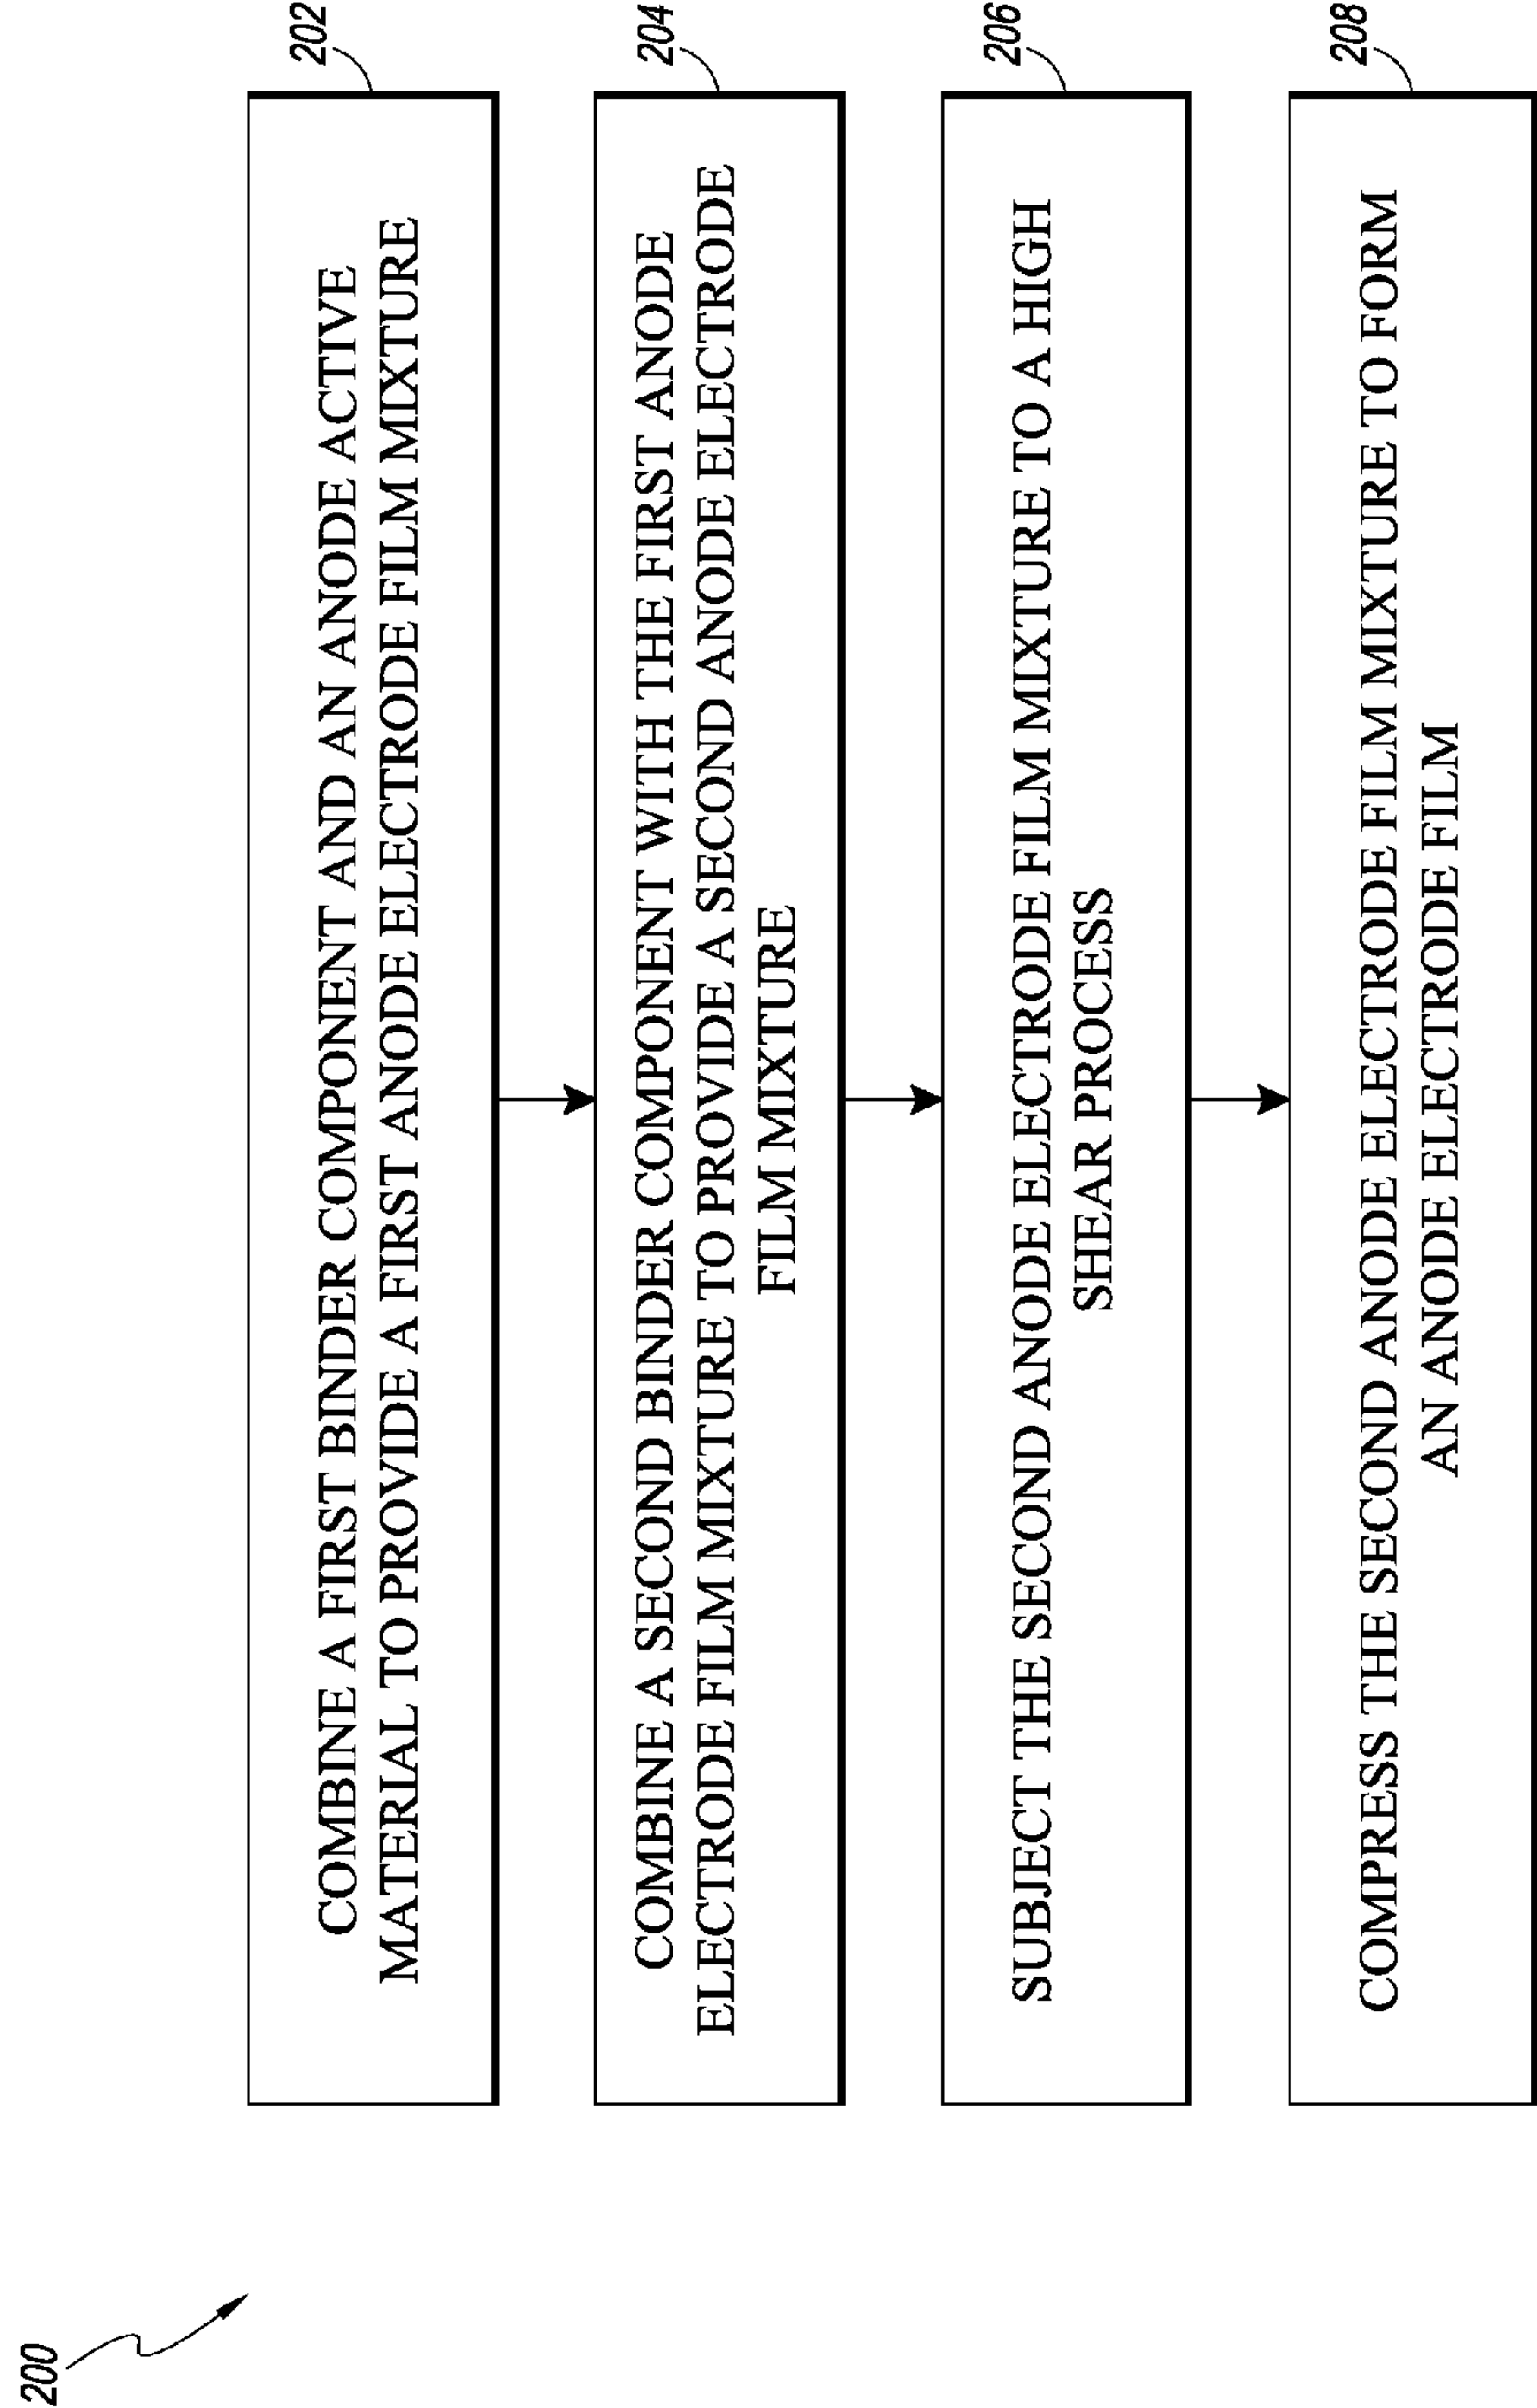 200
202
COMBINE A FIRST BINDER COMPONENT AND AN ANODE ACTIVE
MATERIAL TO PROVIDE A FIRST ANODE ELECTRODE FILM MIXTURE
204
COMBINE A SECOND BINDER COMPONENT WITH THE FIRST ANODE
ELECTRODE FILM MIXTURE TO PROVIDE A SECOND ANODE ELECTRODE
FILM MIXTURE
206
SUBJECT THE SECOND ANODE ELECTRODE FILM MIXTURE TO A HIGH
SHEAR PROCESS
208
COMPRESS THE SECOND ANODE ELECTRODE FILM MIXTURE TO FORM
AN ANODE ELECTRODE FILM